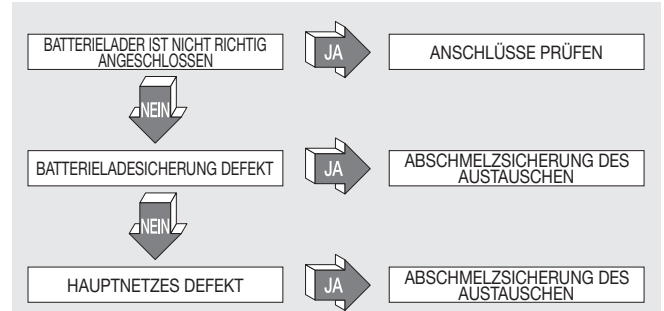 BATTERIELADER IST NICHT RICHTIG
ANGESCHLOSSEN
JA
ANSCHLÜSSE PRÜFEN
NEIN
BATTERIELADESICHERUNG DEFEKT
JA
ABSCHMELZSICHERUNG DES
AUSTAUSCHEN
NEIN
HAUPTNETZES DEFEKT
JA
ABSCHMELZSICHERUNG DES
AUSTAUSCHEN